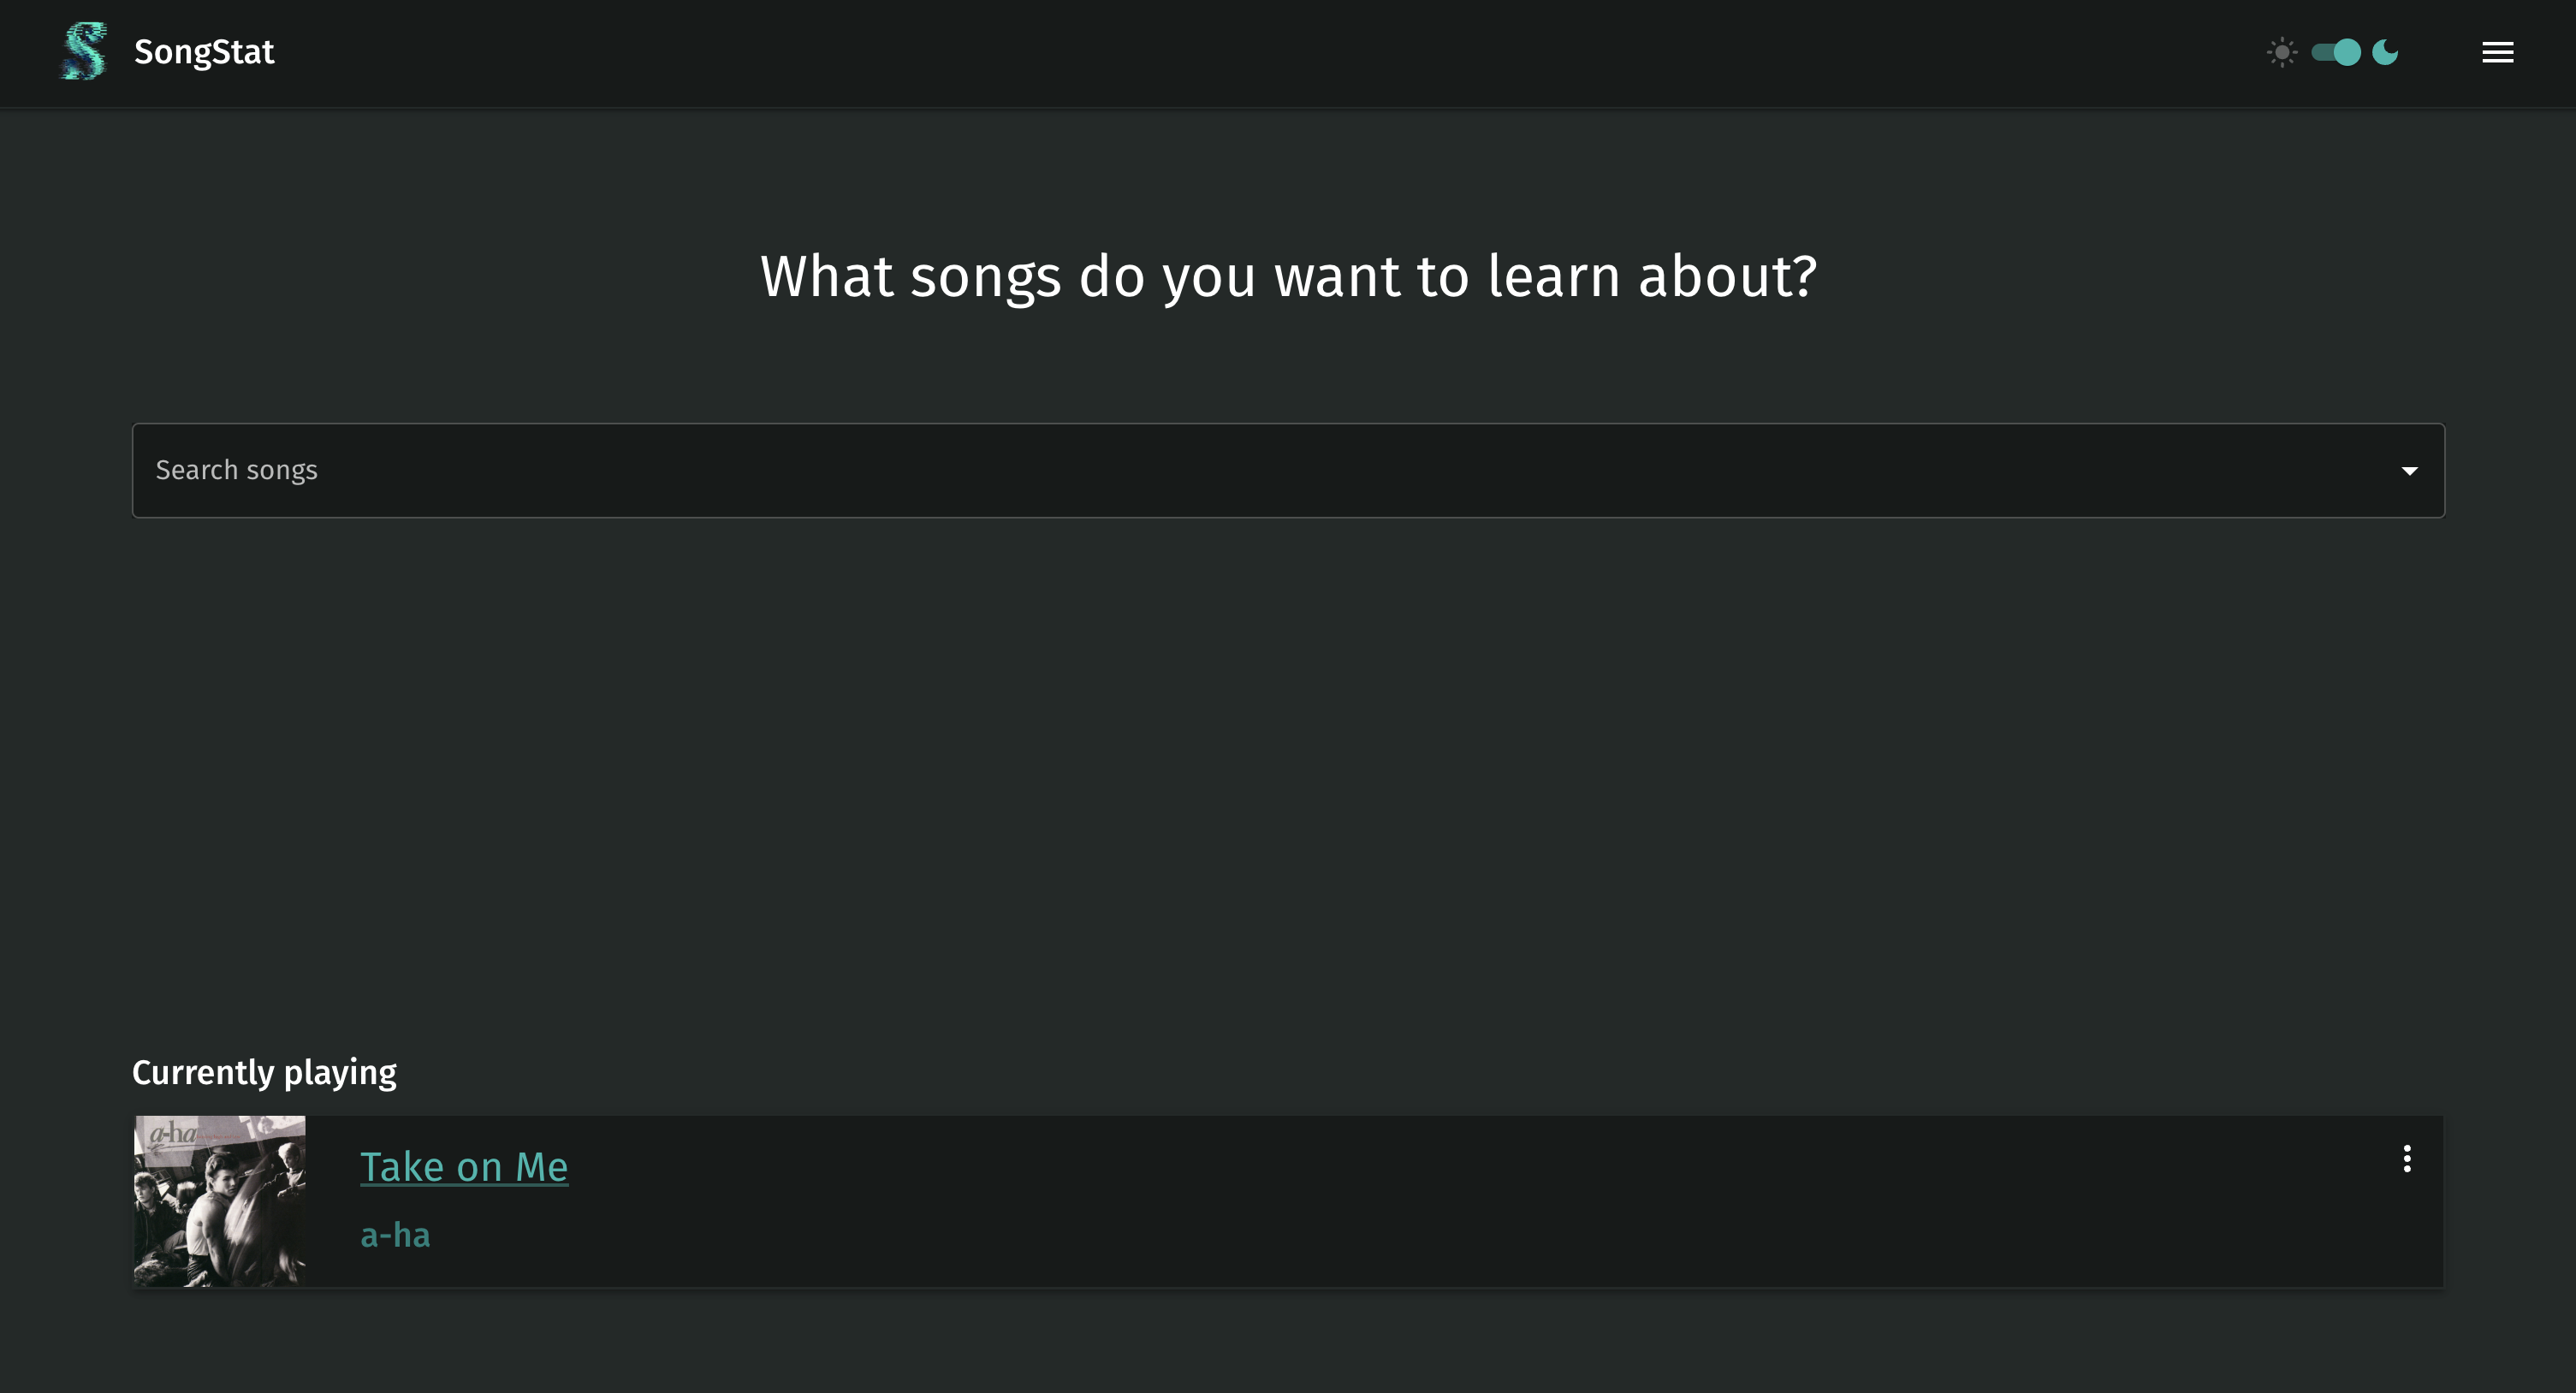 SongStat
What songs do you want to learn about?
Search songs
Currently playing
a-ha
Take on Me
a-ha